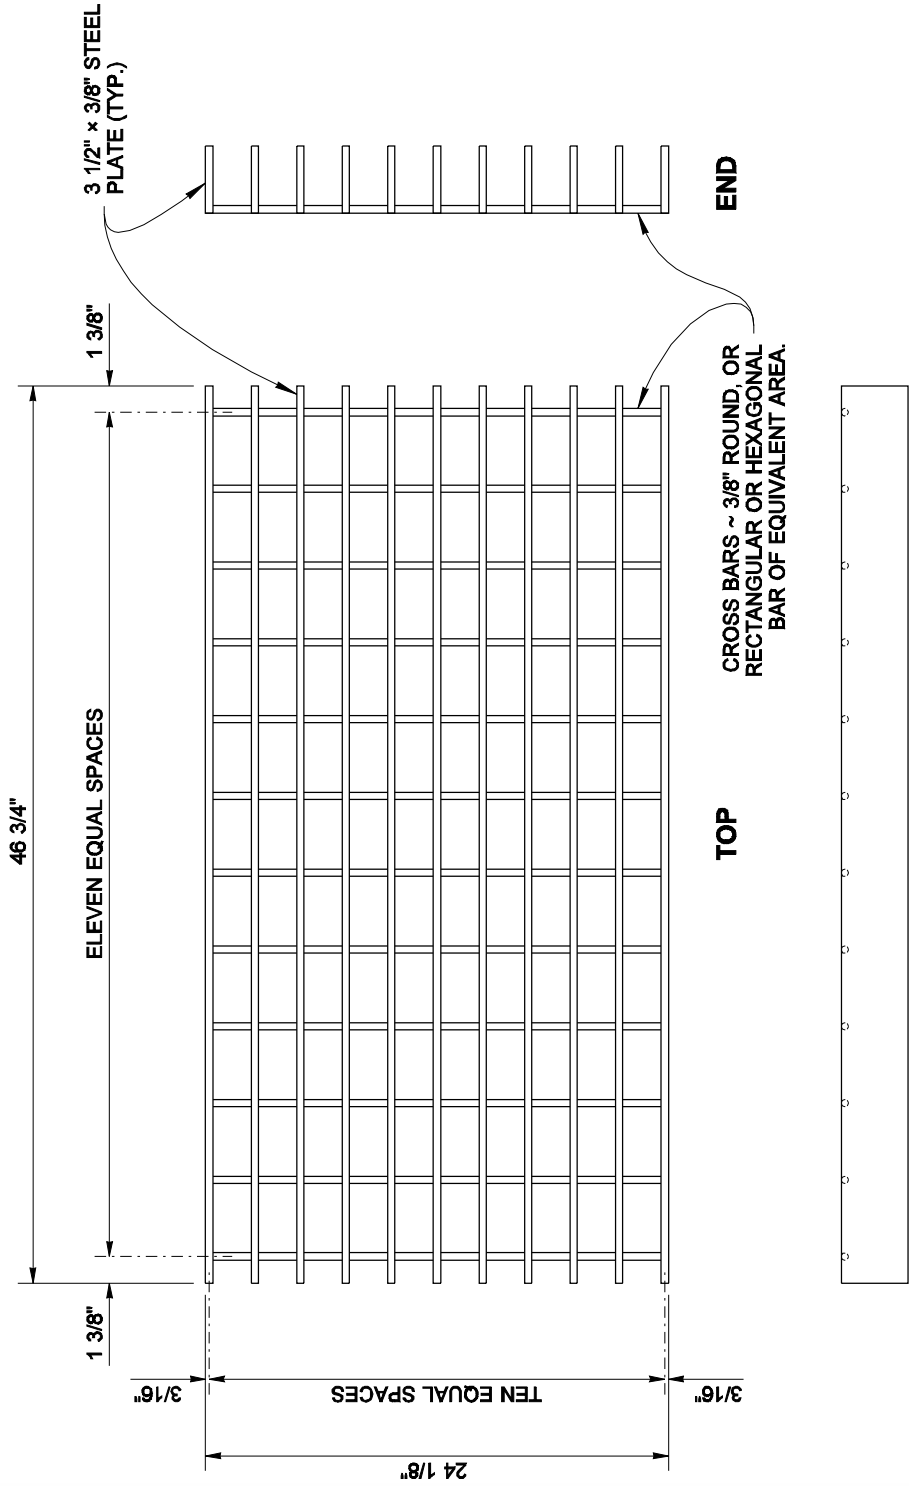 3 1/2" × 3/8" STEEL
PLATE (TYP.)
END
1 3/8"
46 3/4"
ELEVEN EQUAL SPACES
1 3/8"
CROSS BARS ~ 3/8" ROUND, OR
RECTANGULAR OR HEXAGONAL
BAR OF EQUIVALENT AREA.
TOP
3/16"
TEN EQUAL SPACES
3/16"
24 1/8"